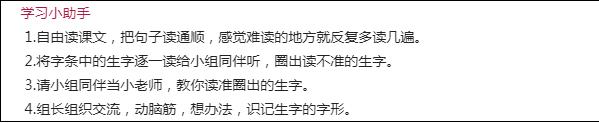 学习小助手
1.自由读课文，把句子读通顺，感觉难读的地方就反复多读几遍。
2.将字条中的生字逐一读给小组同伴听，圈出读不准的生字。
3.请小组同伴当小老师，教你读准圈出的生字。
4.组长组织交流，动脑筋，想办法，识记生字的字形。